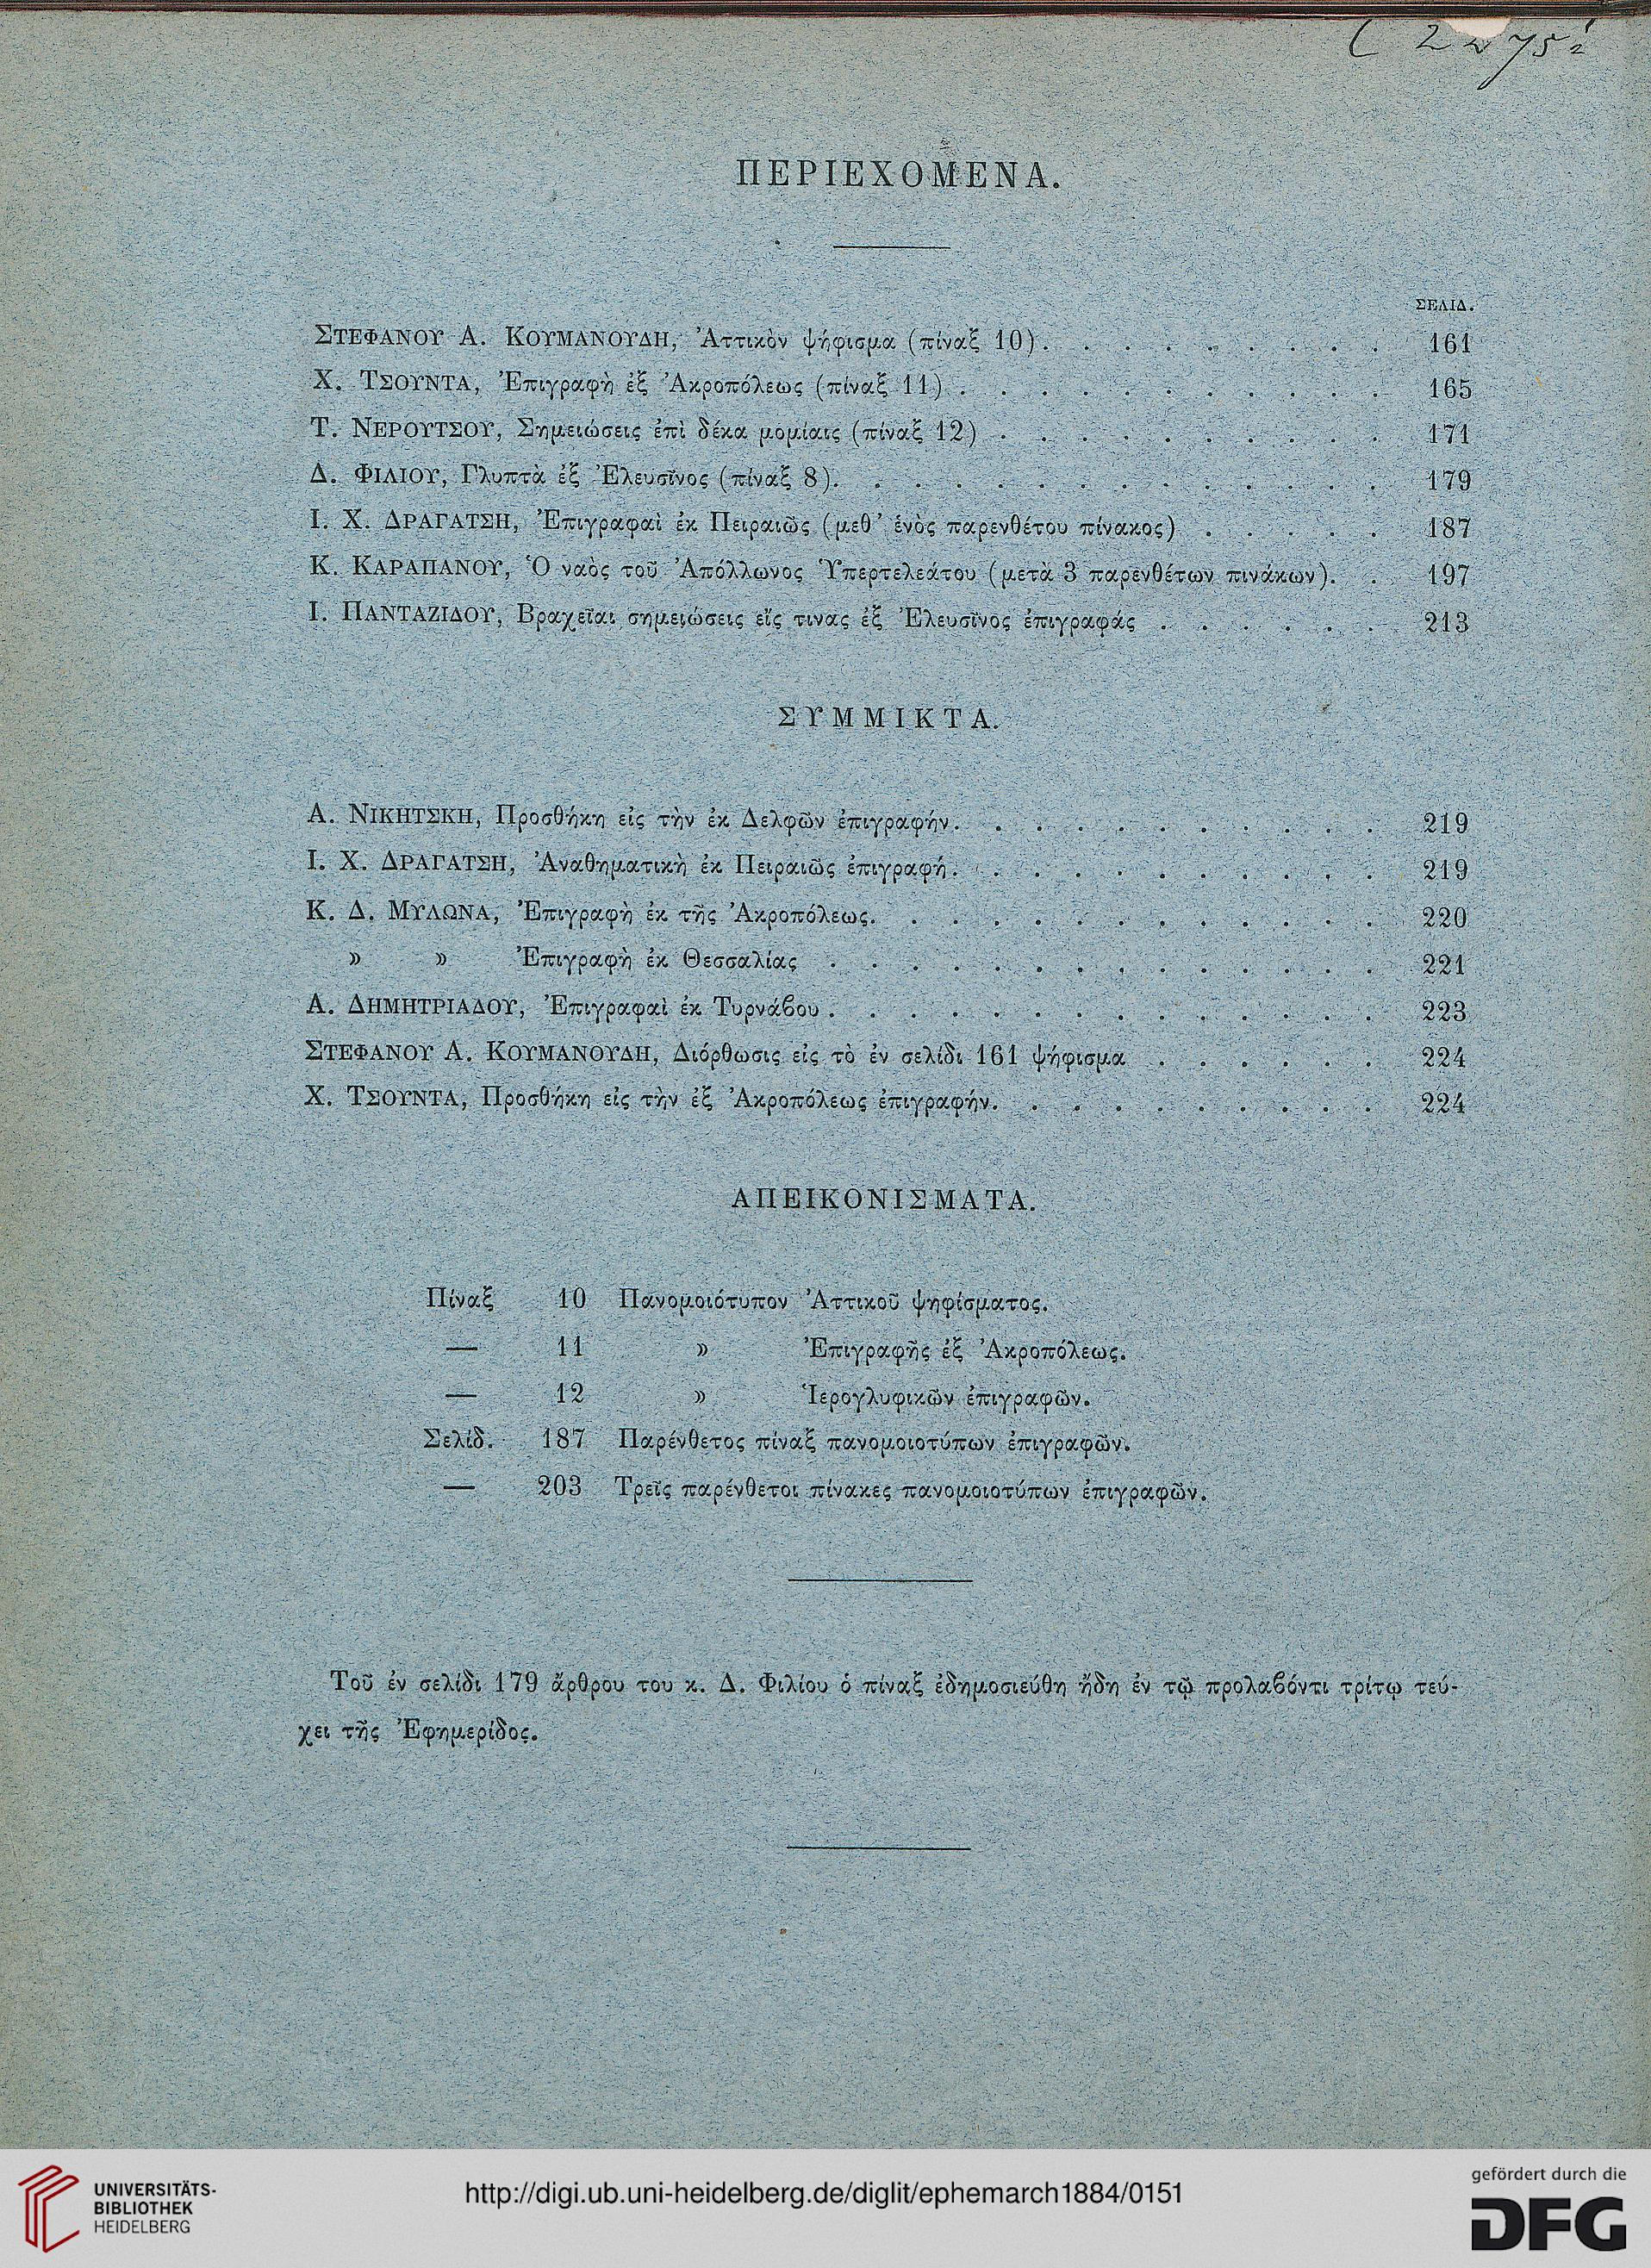 ΠΕΡΙΕΧΟΜΕΝΑ.
ΣΕΛΙΔ.
ΣΤΕΦΑΝΟΥ Α. ΚΟΥΜΑΝΟΥΔΗ, Ἀττικὸν ψήφισμα (πίναξ 10). . . . . . . . . 161
Χ. ΤΣΟΥΝΤΑ, Ἐπιγραφὴ ἐξ Ἀκροπόλεως (πίναξ 11) . . . . . . . . . . . 165
Τ. ΝΕΡΟΥΤΣΟΥ, Σημειώσεις ἐπὶ δέκα μομίαις (πίναξ 12) . . . . . . . . . . 171
Δ. ΦΙΛΙΟΥ, Γλυπτὰ ἐξ Ἐλευσῖνος (πίναξ 8). . . . . . . . . . . . . . 179
Ι. Χ. ΔΡΑΓΑΤΣΗ, Ἐπιγραφαὶ ἐκ Πειραιῶς (μεθ' ἑνὸς παρενθέτου πίνακος) . . . . . 187
Κ. ΚΑΡΑΠΑΝΟΥ, Ὁ ναὸς τοῦ Ἀπόλλωνος Ὑπερτελεάτου (μετὰ 3 παρενθέτων πινάκων). . 197
Ι. ΠΑΝΤΑΖΙΔΟΥ, Βραχεῖαι σημειώσεις εἴς τινας ἐξ Ἐλευσῖνος ἐπιγραφάς . . . . . . 213
ΣΥΜΜΙΚΤΑ.
Α. ΝΙΚΗΤΣΚΗ, Προσθήκη εἰς τὴν ἐκ Δελφῶν ἐπιγραφήν. . . . . . . . . . . 219
Ι. Χ. ΔΡΑΓΑΤΣΗ, Ἀναθηματικὴ ἐκ Πειραιῶς ἐπιγραφή. . . . . . . . . . . 219
Κ. Δ. ΜΥΛΩΝΑ, Ἐπιγραφὴ ἐκ τῆς Ἀκροπόλεως. . . . . . . . . . . . . 220
» » Ἐπιγραφὴ ἐκ Θεσσαλίας . . . . . . . . . . . . . . 221
Α. ΔΗΜΗΤΡΙΑΔΟΥ, Ἐπιγραφαὶ ἐκ Τυρνάβου . . . . . . . . . . . . . . 223
ΣΤΕΦΑΝΟΥ Α. ΚΟΥΜΑΝΟΥΔΗ, Διόρθωσις εἰς τὸ ἐν σελίδι 161 ψήφισμα . . . . . . 224
Χ. ΤΣΟΥΝΤΑ, Προσθήκη εἰς τὴν ἐξ Ἀκροπόλεως ἐπιγραφήν. . . . . . . . . . 224
ΑΠΕΙΚΟΝΙΣΜΑΤΑ.
Πίναξ 10 Πανομοιότυπον Ἀττικοῦ ψηφίσματος.
— 11 » Ἐπιγραφῆς ἐξ Ἀκροπόλεως.
— 12 » Ἱερογλυφικῶν ἐπιγραφῶν.
Σελίδ. 187 Παρένθετος πίναξ πανομοιοτύπων ἐπιγραφῶν.
— 203 Τρεῖς παρένθετοι πίνακες πανομοιοτύπων ἐπιγραφῶν.
Τοῦ ἐν σελίδι 179 ἄρθρου του κ. Δ. Φιλίου ὁ πίναξ ἐδημοσιεύθη ἤδη ἐν τῷ προλαβόντι τρίτῳ τεύ-
χει τῆς Ἐφημερίδος.
UNIVERSITÄTS-
BIBLIOTHEK
HEIDELBERG
http://digi.ub.uni-heidelberg.de/diglit/ephemarch1884/0151
gefördert durch die
DFG